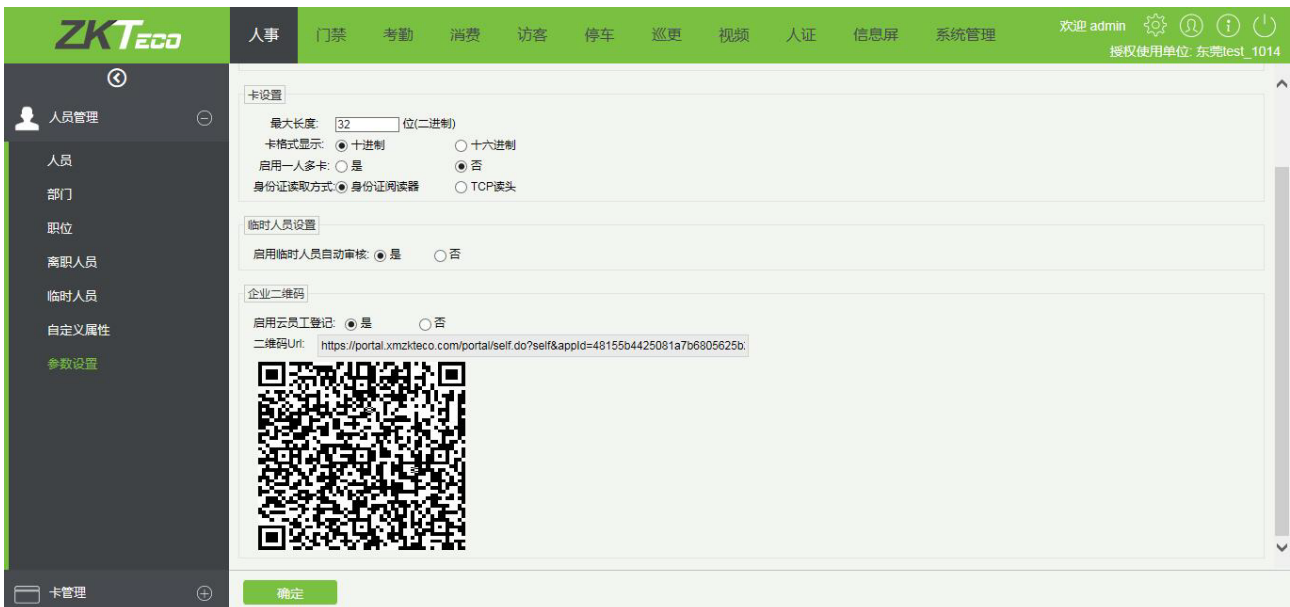 ZKTeco
人事 门禁 考勤 消费 访客 停车 巡更 视频 人证 信息屏 系统管理
欢迎 admin
授权使用单位: 东莞test_1014
人员管理
人员
部门
职位
离职人员
临时人员
自定义属性
参数设置
卡管理
卡设置
最大长度: 32 位(二进制)
卡格式显示: 十进制 十六进制
启用一人多卡: 是 否
身份证读取方式: 身份证阅读器 TCP读头
临时人员设置
启用临时人员自动审核: 是 否
企业二维码
启用云员工登记: 是 否
二维码Url: https://portal.xmzkteco.com/portal/self.do?self&appId=48155b4425081a7b6805625b:
确定